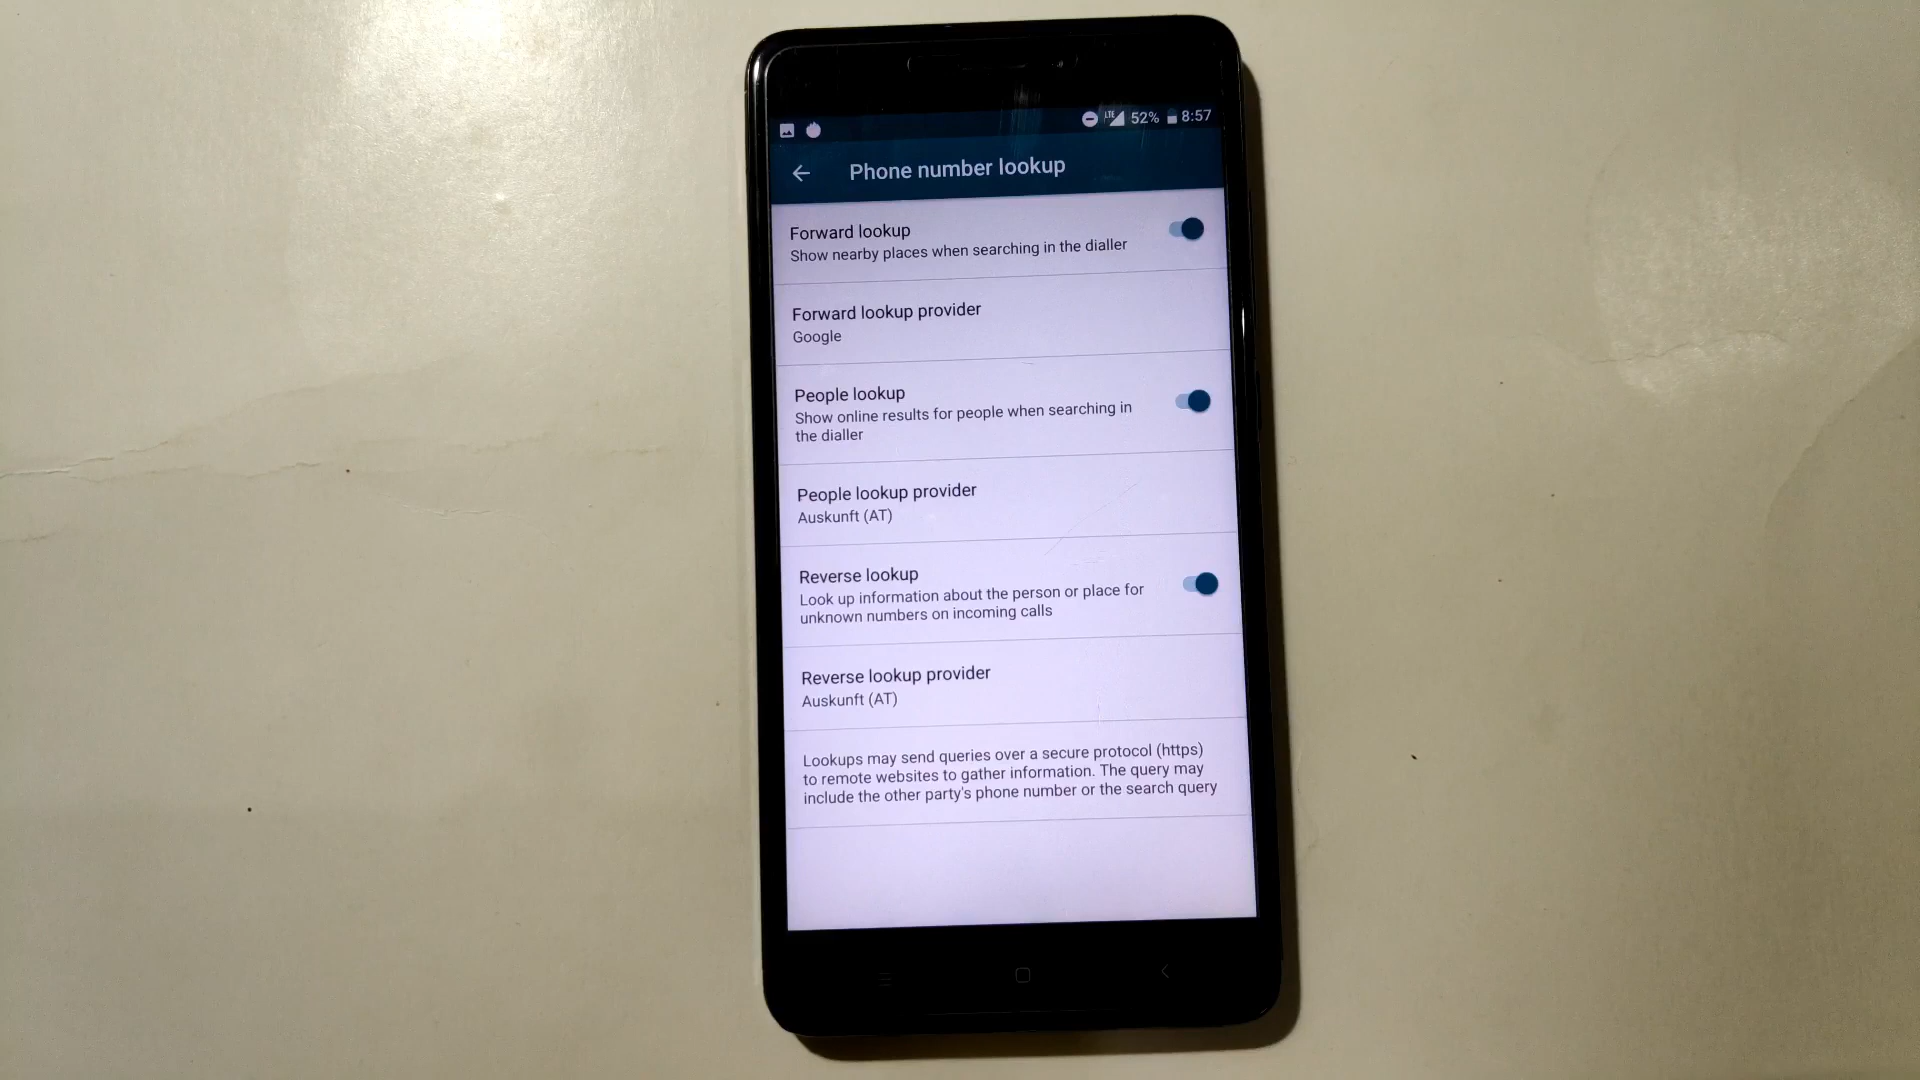 LTE 52% 8:57
Phone number lookup
Forward lookup
Show nearby places when searching in the dialler
Forward lookup provider
Google
People lookup
Show online results for people when searching in
the dialler
People lookup provider
Auskunft (AT)
Reverse lookup
Look up information about the person or place for
unknown numbers on incoming calls
Reverse lookup provider
Auskunft (AT)
Lookups may send queries over a secure protocol (https)
to remote websites to gather information. The query may
include the other party's phone number or the search query